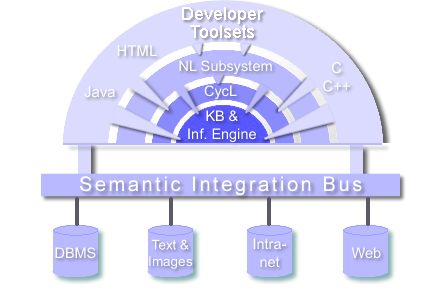 Developer
Toolsets
HTML
NL Subsystem
C
C++
Java
CycL
KB &
Inf. Engine
Semantic Integration Bus
DBMS
Text &
Images
Intra-
net
Web